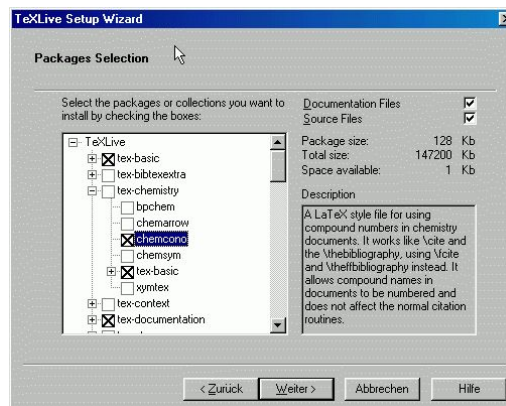 TeXLive Setup Wizard
Packages Selection
Select the packages or collections you want to
install by checking the boxes:
TeXLive
tex-basic
tex-bibtexextra
tex-chemistry
bpchem
chemarrow
chemcono
chemsym
tex-basic
xymtex
tex-context
tex-documentation
Documentation Files
Source Files
Package size: 128 Kb
Total size: 147200 Kb
Space available: 1 Kb
Description
A LaTeX style file for using
compound numbers in chemistry
documents. It works like \cite and
the \thebibliography, using \fcite
and \theffbibliography instead. It
allows compound names in
documents to be numbered and
does not affect the normal citation
routines.
< Zurück
Weiter >
Abbrechen
Hilfe